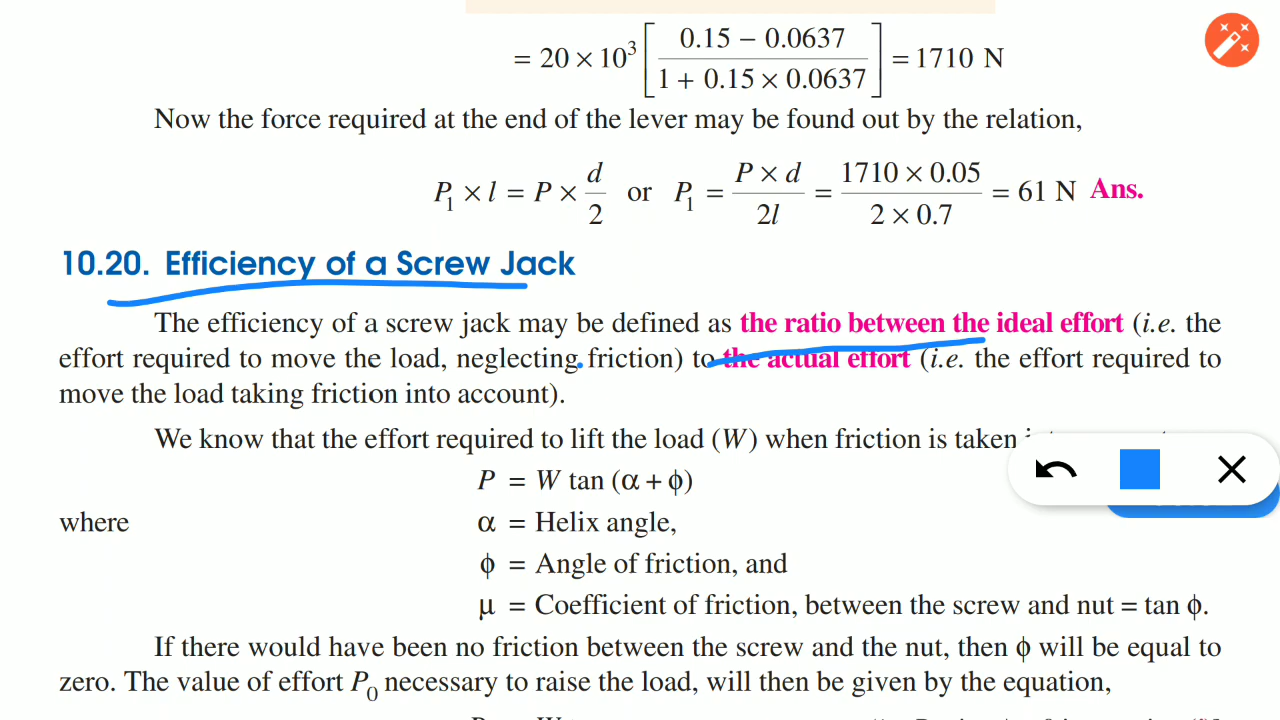 = 20 × 10³ [ (0.15 − 0.0637) / (1 + 0.15 × 0.0637) ] = 1710 N
Now the force required at the end of the lever may be found out by the relation,
P₁ × l = P × d/2 or P₁ = (P × d)/2l = (1710 × 0.05)/(2 × 0.7) = 61 N Ans.
10.20. Efficiency of a Screw Jack
The efficiency of a screw jack may be defined as the ratio between the ideal effort (i.e. the
effort required to move the load, neglecting friction) to the actual effort (i.e. the effort required to
move the load taking friction into account).
We know that the effort required to lift the load (W) when friction is taken
P = W tan (α + ϕ)
where α = Helix angle,
ϕ = Angle of friction, and
μ = Coefficient of friction, between the screw and nut = tan ϕ.
If there would have been no friction between the screw and the nut, then ϕ will be equal to
zero. The value of effort P₀ necessary to raise the load, will then be given by the equation,